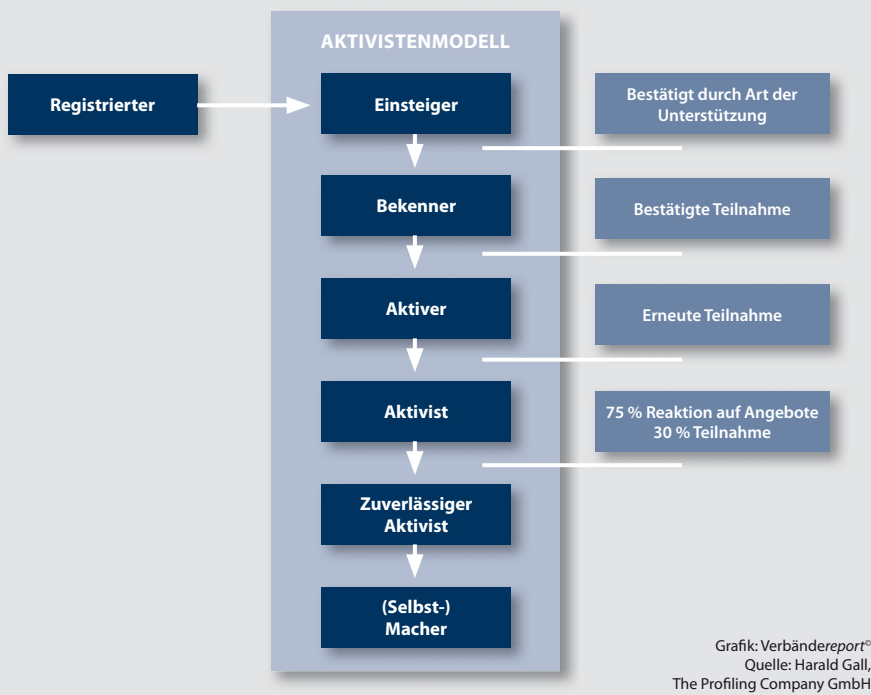 AKTIVISTENMODELL
Registrierter
Einsteiger
Bestätigt durch Art der
Unterstützung
Bekenner
Bestätigte Teilnahme
Aktiver
Erneute Teilnahme
Aktivist
75 % Reaktion auf Angebote
30 % Teilnahme
Zuverlässiger
Aktivist
(Selbst-)
Macher
Grafik: Verbändereport©
Quelle: Harald Gall,
The Profiling Company GmbH